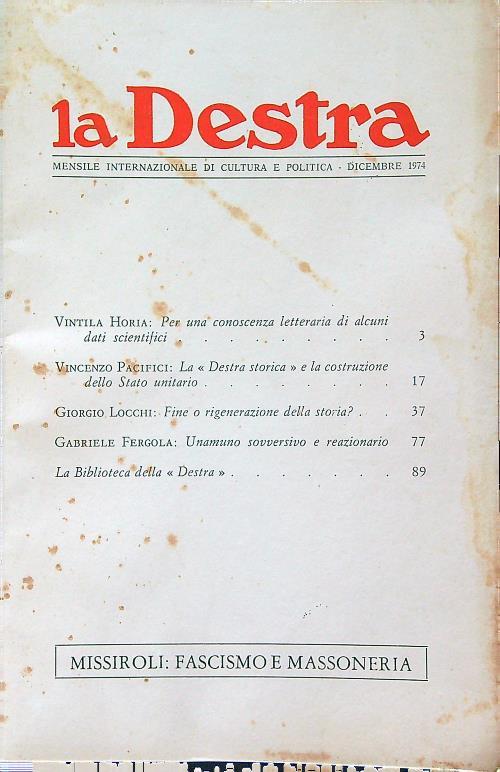 la Destra
MENSILE INTERNAZIONALE DI CULTURA E POLITICA - DICEMBRE 1974
VINTILA HORIA: Per una conoscenza letteraria di alcuni
dati scientifici . . . . . . . . . 3
VINCENZO PACIFICI: La « Destra storica » e la costruzione
dello Stato unitario . . . . . . . . 17
GIORGIO LOCCHI: Fine o rigenerazione della storia? . . 37
GABRIELE FERGOLA: Unamuno sovversivo e reazionario 77
La Biblioteca della « Destra » . . . . . . . 89
MISSIROLI: FASCISMO E MASSONERIA